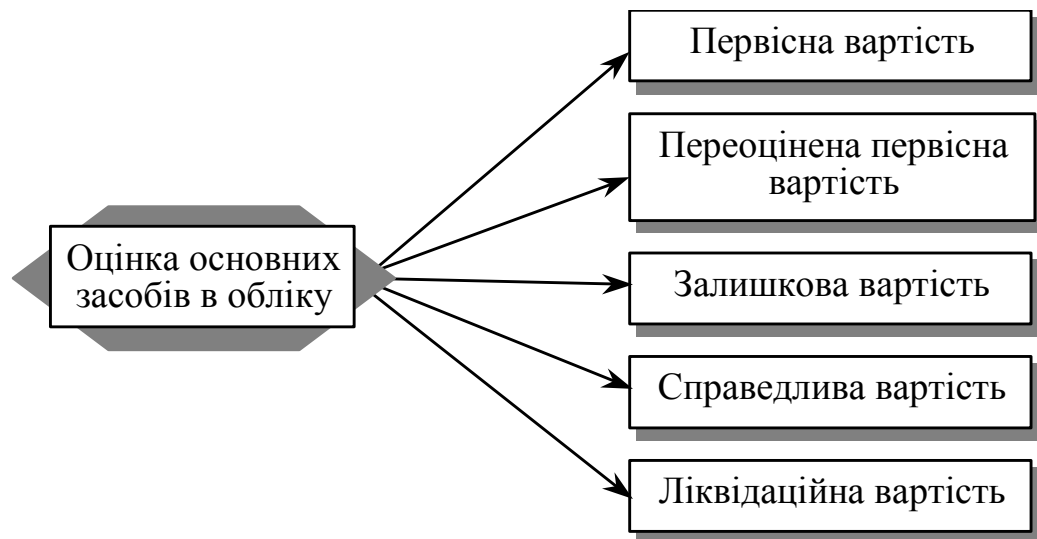 Первісна вартість
Переоцінена первісна
вартість
Оцінка основних
засобів в обліку
Залишкова вартість
Справедлива вартість
Ліквідаційна вартість